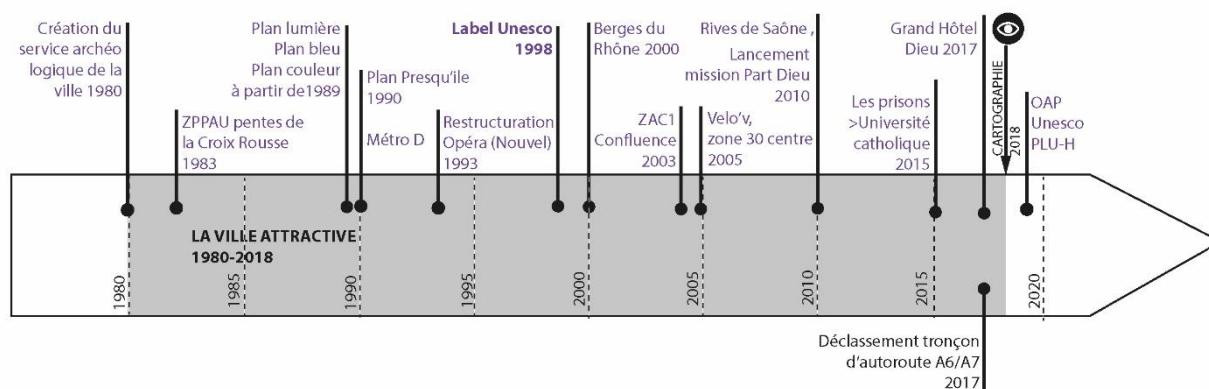 Création du
service archéo
logique de la
ville 1980
ZPPAU pentes de
la Croix Rousse
1983
Plan lumière
Plan bleu
Plan couleur
à partir de1989
Plan Presqu'ile
1990
Métro D
Restructuration
Opéra (Nouvel)
1993
Label Unesco
1998
Berges du
Rhône 2000
ZAC1
Confluence
2003
Velo'v,
zone 30 centre
2005
Rives de Saône ,
Lancement
mission Part Dieu
2010
Les prisons
>Université
catholique
2015
Grand Hôtel
Dieu 2017
CARTOGRAPHIE
2018
OAP
Unesco
PLU-H
LA VILLE ATTRACTIVE
1980-2018
1980
1985
1990
1995
2000
2005
2010
2015
2020
Déclassement tronçon
d'autoroute A6/A7
2017